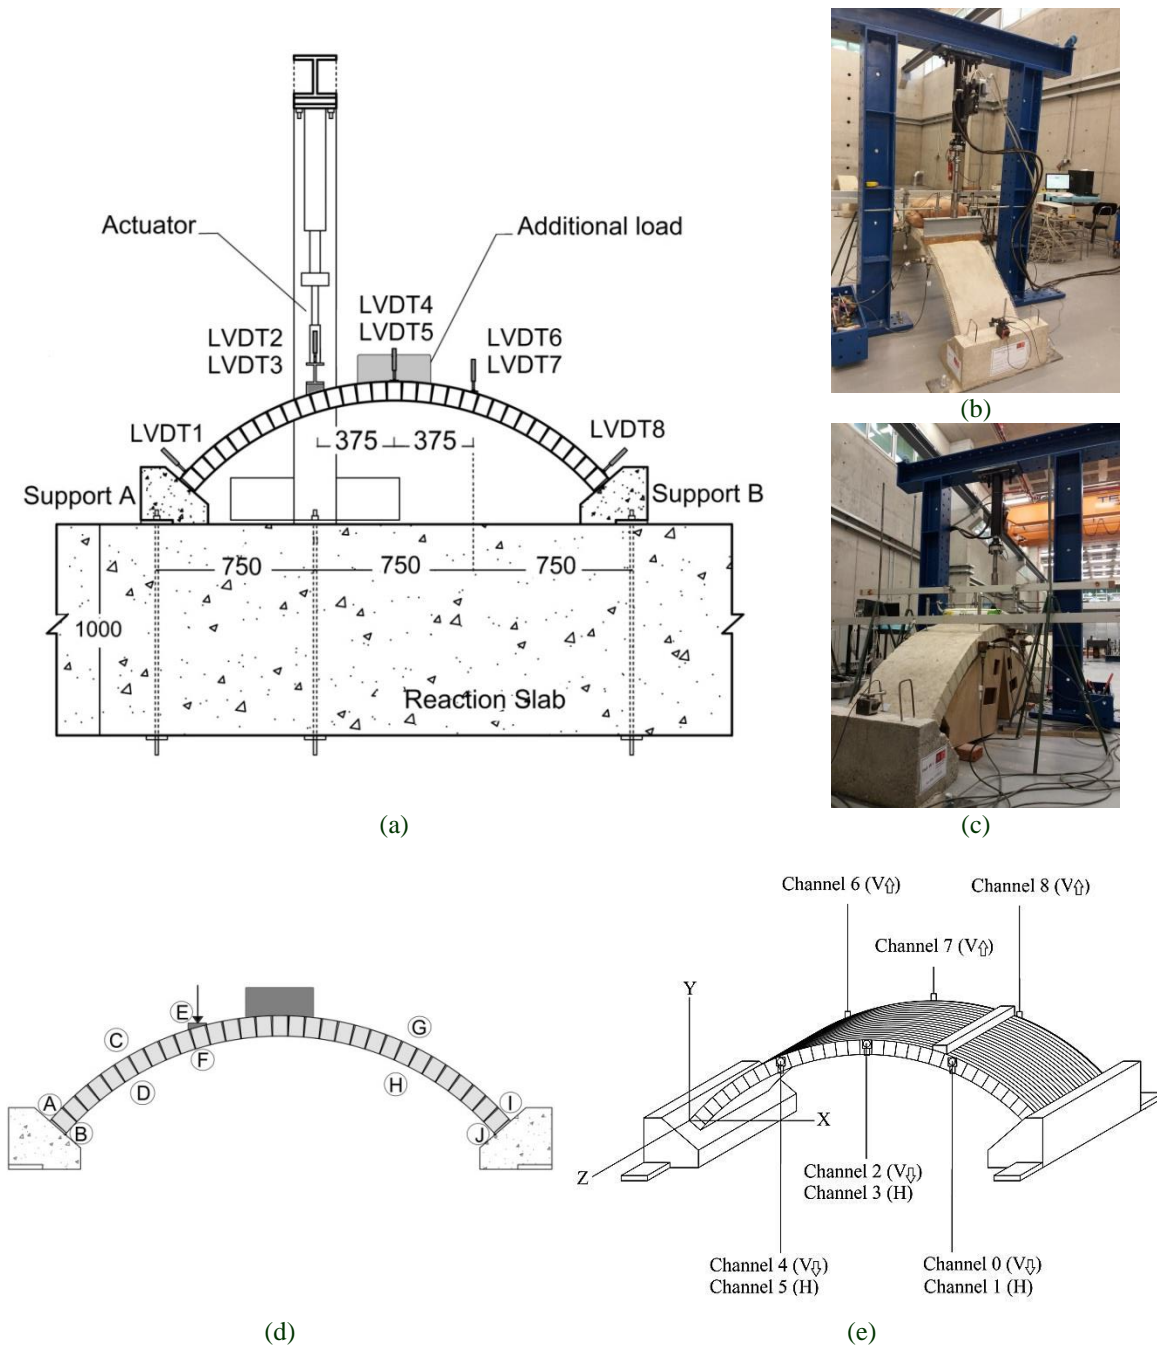 Actuator
Additional load
LVDT4
LVDT5
LVDT2
LVDT3
LVDT6
LVDT7
LVDT1
375
375
LVDT8
Support A
Support B
750
750
750
1000
Reaction Slab
(a)
(b)
(c)
E
C
F
D
G
H
A
B
I
J
(d)
Channel 6 (V⇧)
Channel 8 (V⇧)
Channel 7 (V⇧)
Y
X
Z
Channel 2 (V⇩)
Channel 3 (H)
Channel 4 (V⇩)
Channel 5 (H)
Channel 0 (V⇩)
Channel 1 (H)
(e)